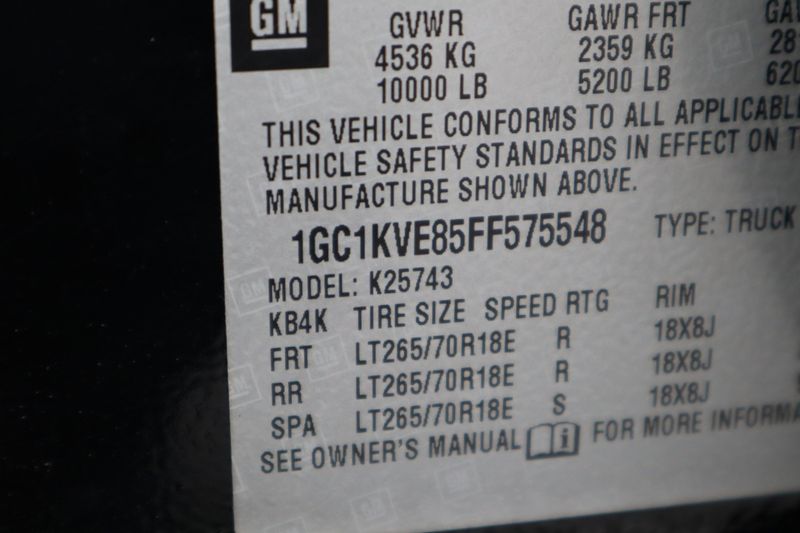 GM GVWR GAWR FRT
4536 KG 2359 KG
10000 LB 5200 LB
THIS VEHICLE CONFORMS TO ALL
VEHICLE SAFETY STANDARDS IN EFFECT ON
MANUFACTURE SHOWN ABOVE.
1GC1KVE85FF575548 TYPE: TRUCK
MODEL: K25743
KB4K TIRE SIZE SPEED RTG RIM
FRT LT265/70R18E R 18X8J
RR LT265/70R18E R 18X8J
SPA LT265/70R18E S 18X8J
SEE OWNER'S MANUAL FOR MORE